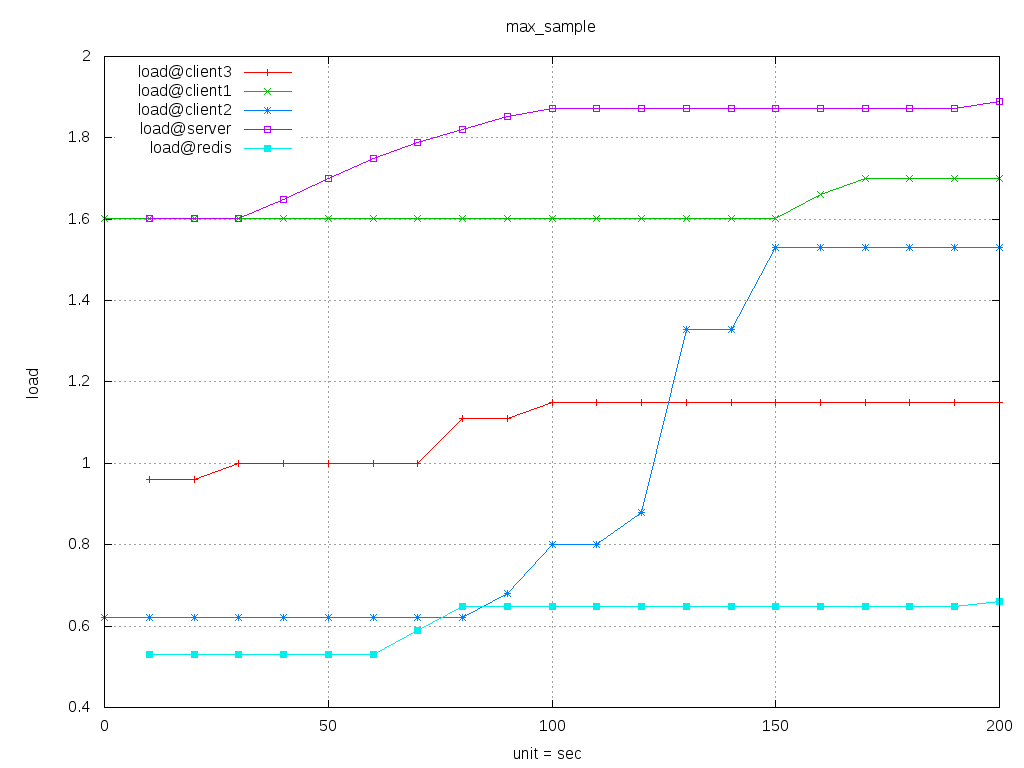 max_sample
load@client3
load@client1
load@client2
load@server
load@redis
2
1.8
1.6
1.4
1.2
1
0.8
0.6
0.4
load
0 50 100 150 200
unit = sec